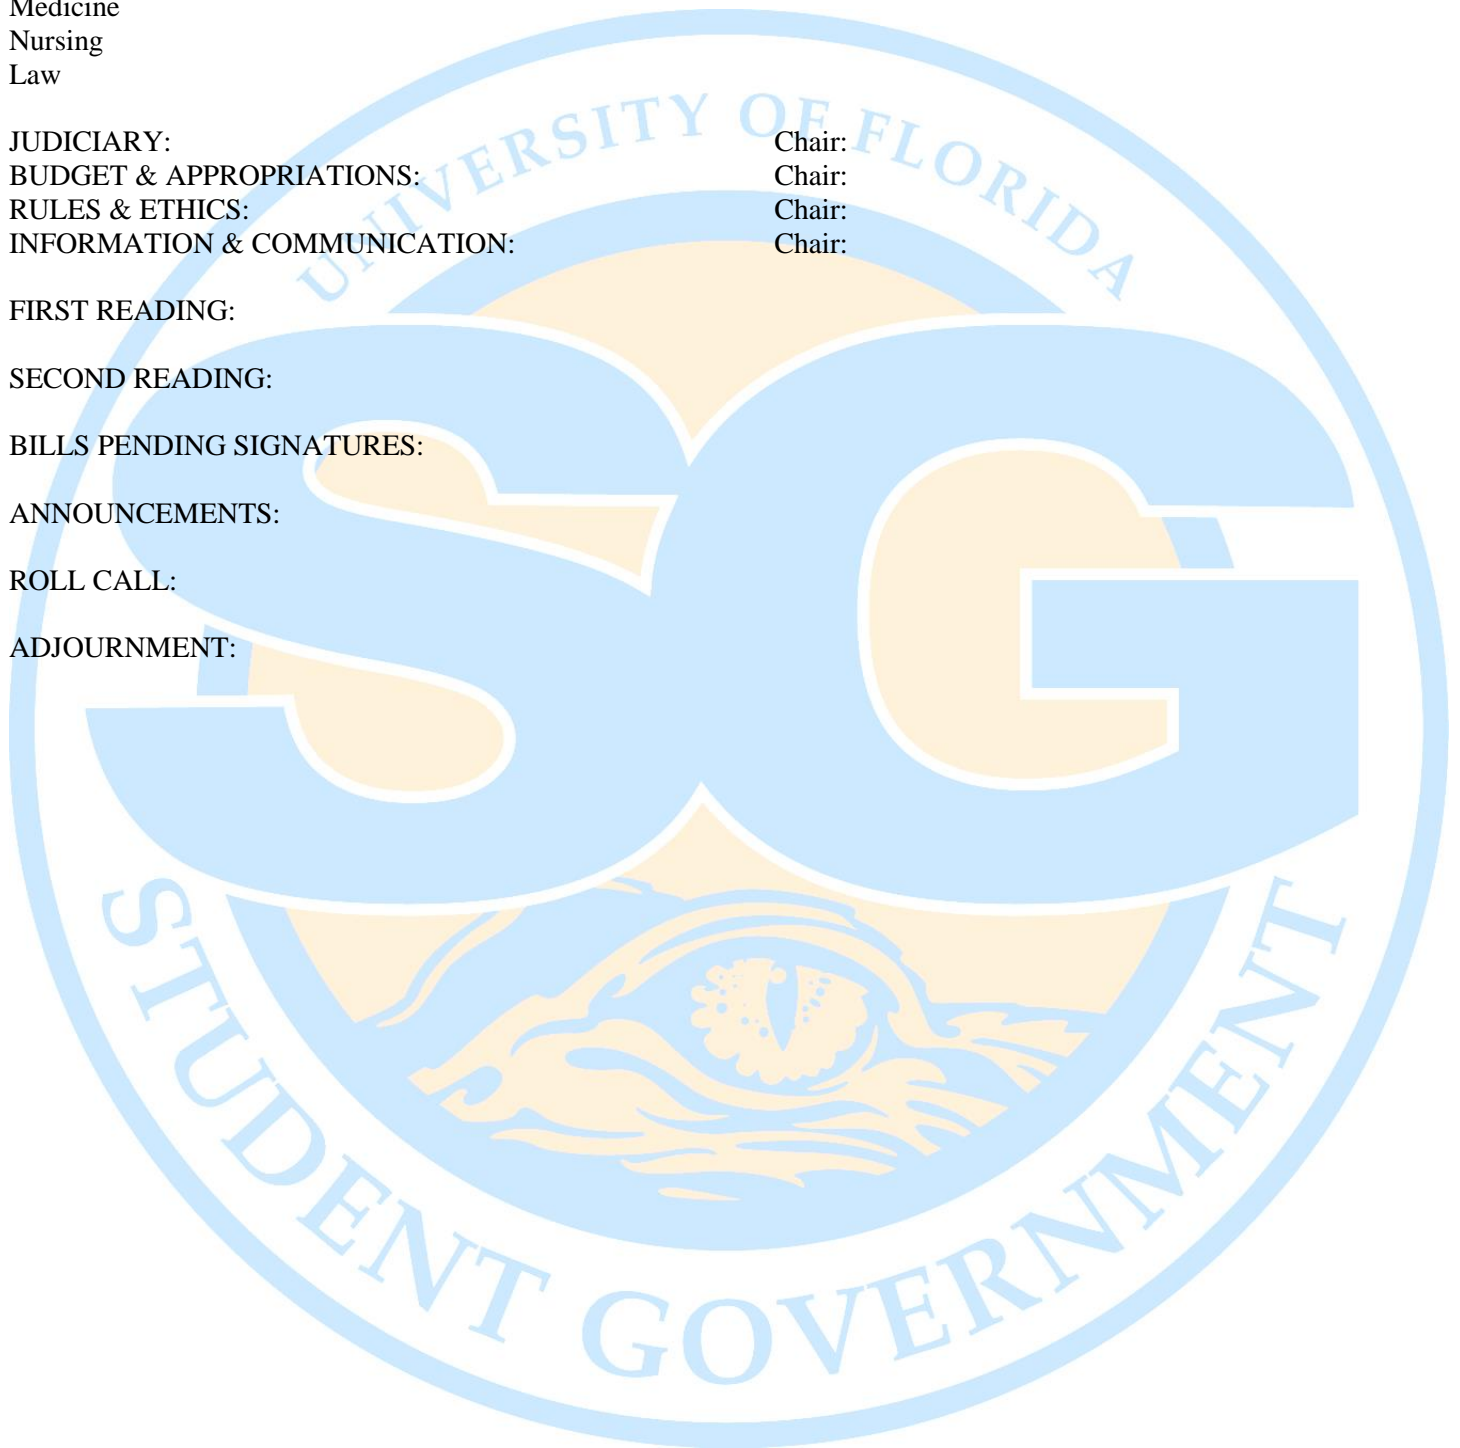 Medicine
Nursing
Law
JUDICIARY: Chair:
BUDGET & APPROPRIATIONS: Chair:
RULES & ETHICS: Chair:
INFORMATION & COMMUNICATION: Chair:
FIRST READING:
SECOND READING:
BILLS PENDING SIGNATURES:
ANNOUNCEMENTS:
ROLL CALL:
ADJOURNMENT:
UNIVERSITY OF FLORIDA
SG
STUDENT GOVERNMENT